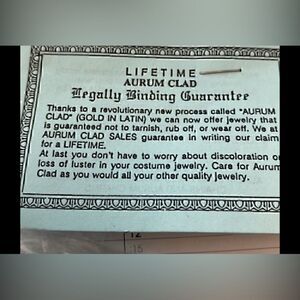 LIFETIME
AURUM CLAD
Legally Binding Guarantee
Thanks to a revolutionary new process called "AURUM
CLAD" (GOLD IN LATIN) we can now offer jewelry that
is guaranteed not to tarnish, rub off, or wear off. We at
AURUM CLAD SALES guarantee in writing our claim
for a LIFETIME.
At last you don't have to worry about discoloration o
loss of luster in your costume jewelry. Care for Aurum
Clad as you would all your other quality jewelry.
12
15